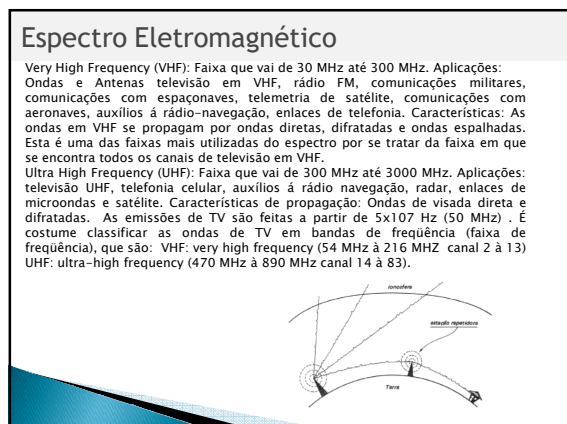 Espectro Eletromagnético
Very High Frequency (VHF): Faixa que vai de 30 MHz até 300 MHz. Aplicações:
Ondas e Antenas televisão em VHF, rádio FM, comunicações militares,
comunicações com espaçonaves, telemetria de satélite, comunicações com
aeronaves, auxílios á rádio-navegação, enlaces de telefonia. Características: As
ondas em VHF se propagam por ondas diretas, difratadas e ondas espalhadas.
Esta é uma das faixas mais utilizadas do espectro por se tratar da faixa em que
se encontra todos os canais de televisão em VHF.
Ultra High Frequency (UHF): Faixa que vai de 300 MHz até 3000 MHz. Aplicações:
televisão UHF, telefonia celular, auxílios á rádio navegação, radar, enlaces de
microondas e satélite. Características de propagação: Ondas de visada direta e
difratadas. As emissões de TV são feitas a partir de 5x107 Hz (50 MHz) . É
costume classificar as ondas de TV em bandas de freqüência (faixa de
freqüência), que são: VHF: very high frequency (54 MHz à 216 MHZ canal 2 à 13)
UHF: ultra-high frequency (470 MHz à 890 MHz canal 14 à 83).
ionosfera
estação repetidora
Terra